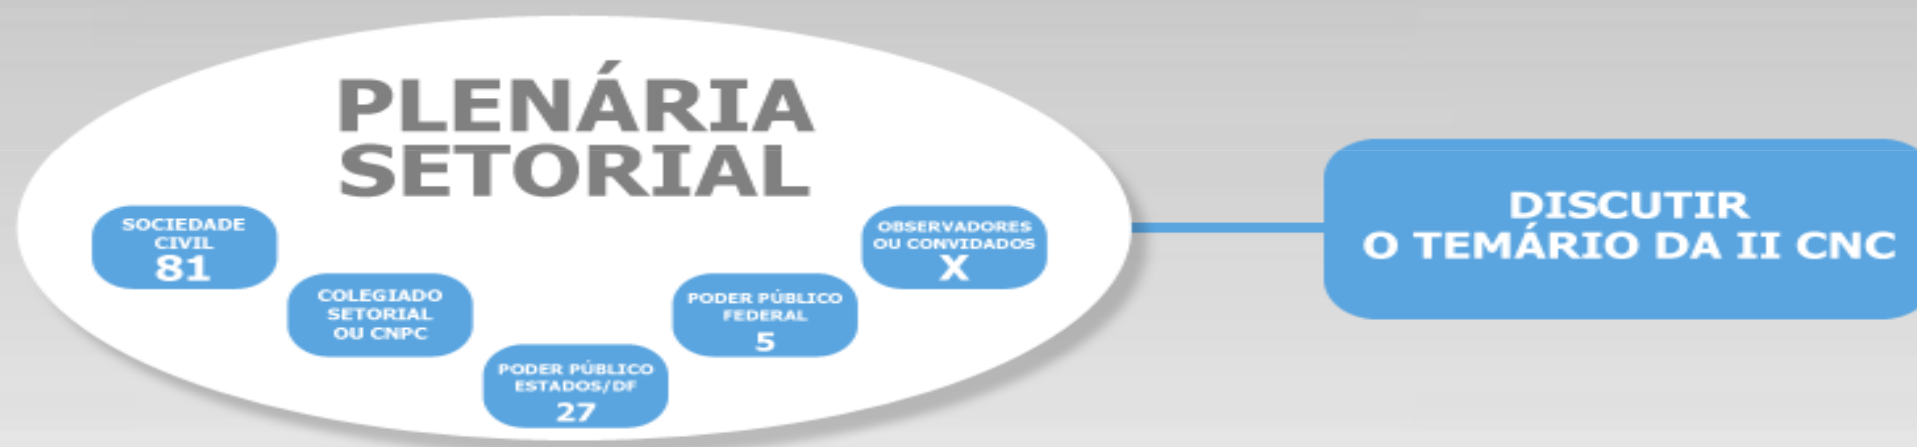 PLENÁRIA
SETORIAL
SOCIEDADE
CIVIL
81
COLEGIADO
SETORIAL
OU CNPC
PODER PÚBLICO
ESTADOS/DF
27
PODER PÚBLICO
FEDERAL
5
OBSERVADORES
OU CONVIDADOS
X
DISCUTIR
O TEMÁRIO DA II CNC